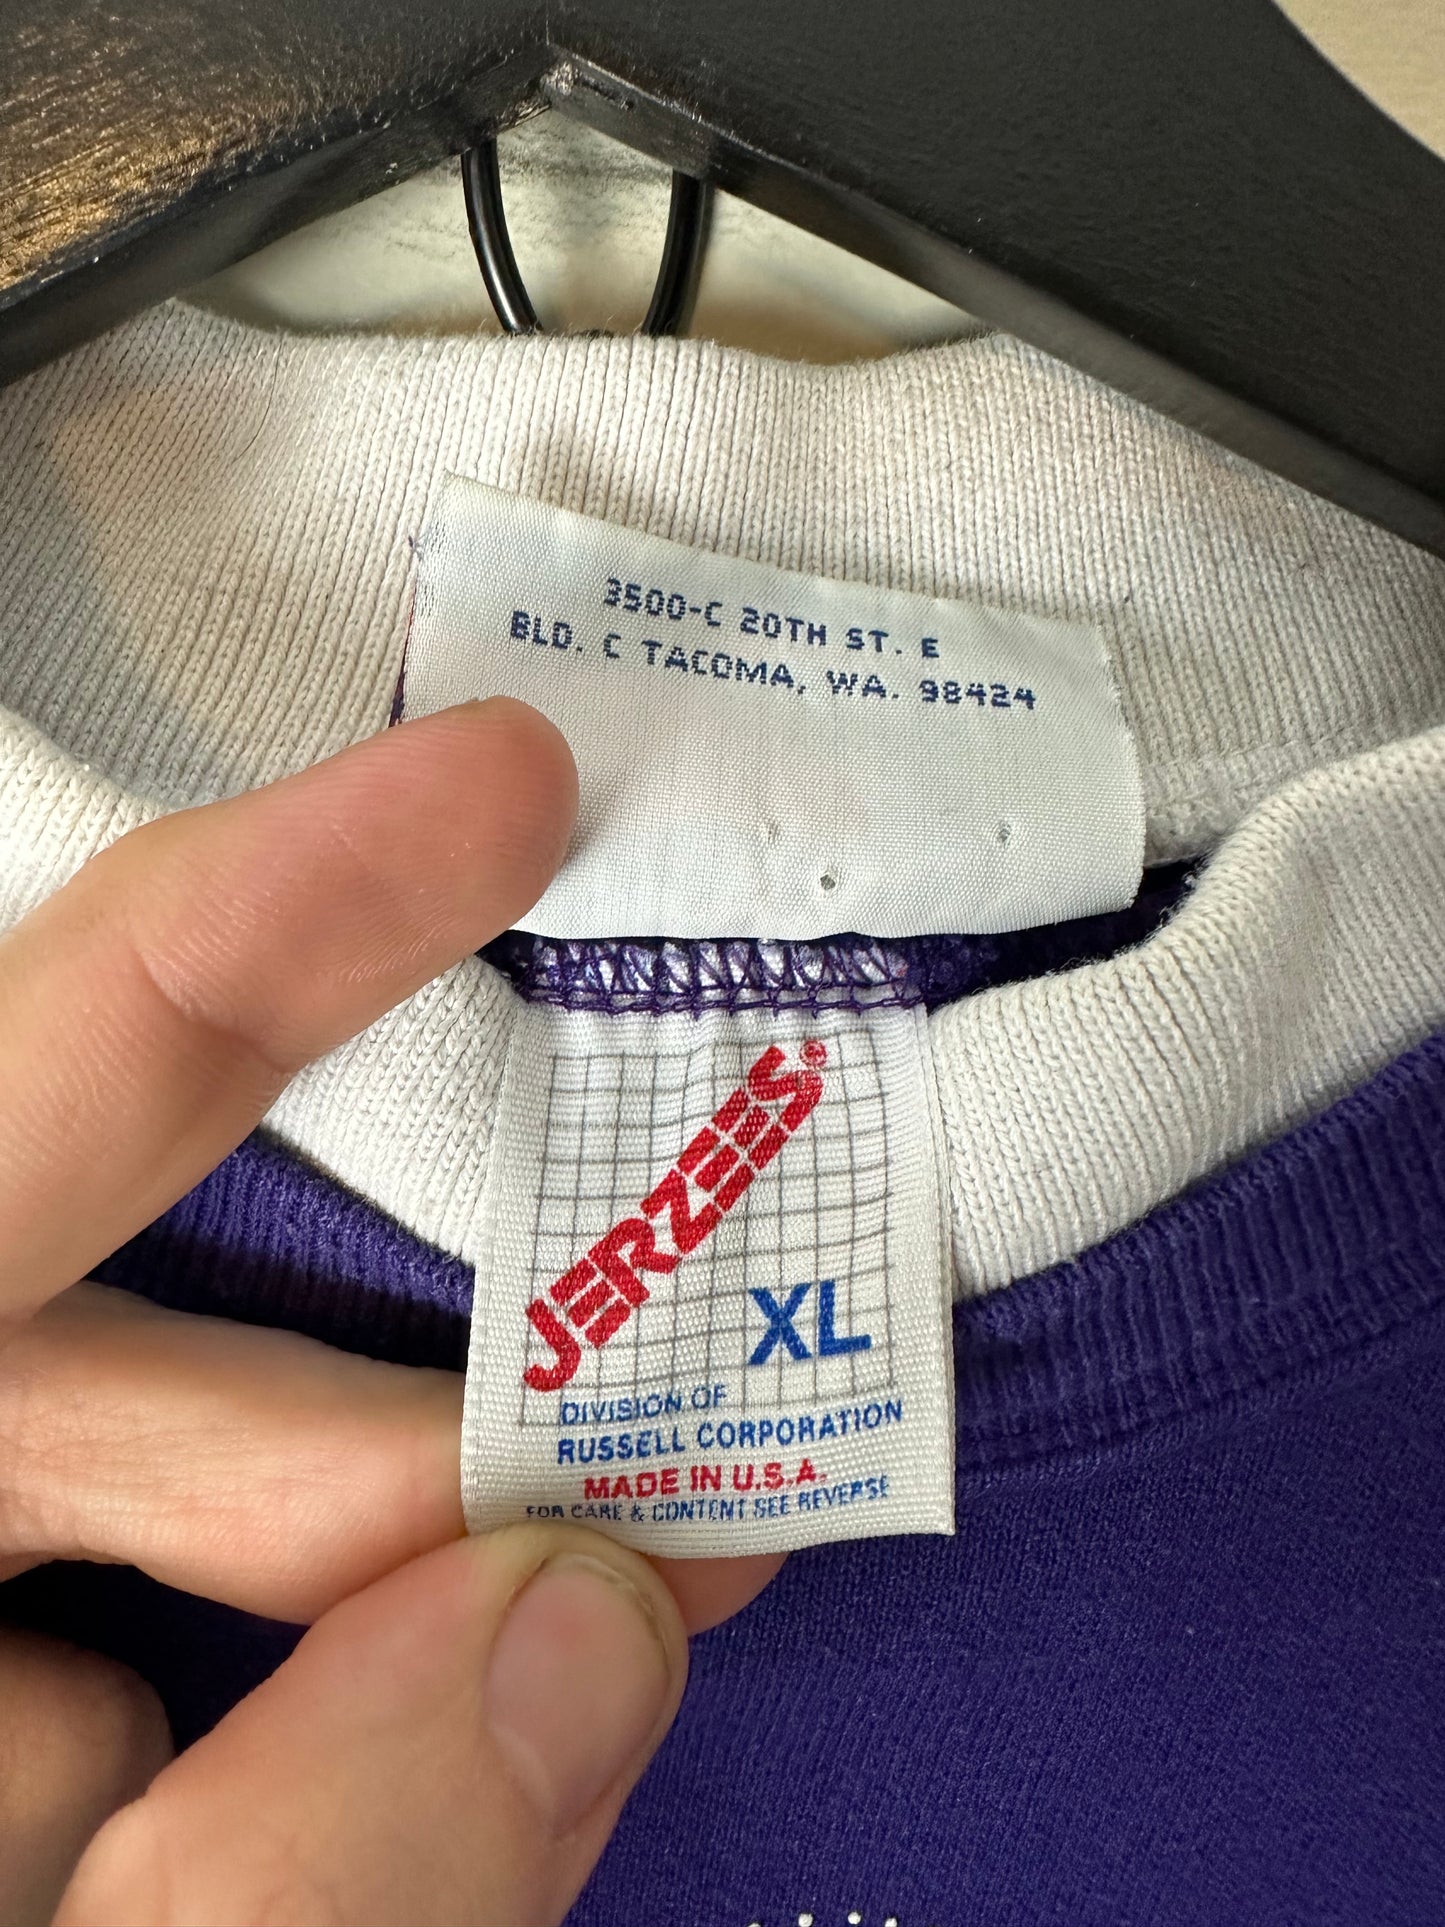 3500-C 20TH ST. E
BLD. C TACOMA, WA. 98424
JERZEES®
XL
DIVISION OF
RUSSELL CORPORATION
MADE IN U.S.A.
FOR CARE & CONTENT SEE REVERSE